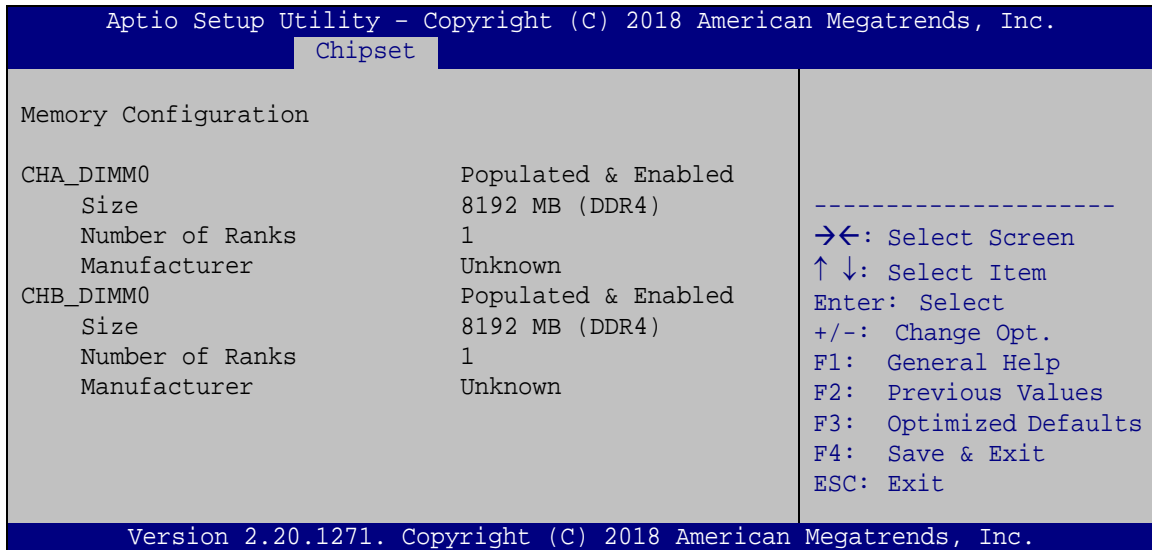 Aptio Setup Utility – Copyright (C) 2018 American Megatrends, Inc.
Chipset
Memory Configuration
CHA_DIMM0 Populated & Enabled
Size 8192 MB (DDR4)
Number of Ranks 1
Manufacturer Unknown
CHB_DIMM0 Populated & Enabled
Size 8192 MB (DDR4)
Number of Ranks 1
Manufacturer Unknown
---------------------
→←: Select Screen
↑ ↓: Select Item
Enter: Select
+/-: Change Opt.
F1: General Help
F2: Previous Values
F3: Optimized Defaults
F4: Save & Exit
ESC: Exit
Version 2.20.1271. Copyright (C) 2018 American Megatrends, Inc.